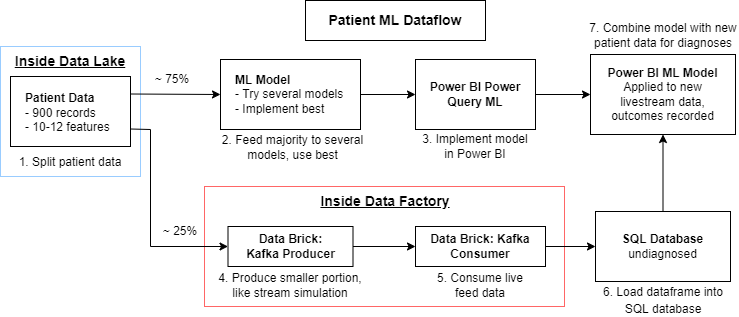 Patient ML Dataflow
Inside Data Lake
Patient Data
- 900 records
- 10-12 features
1. Split patient data
~ 75%
ML Model
- Try several models
- Implement best
2. Feed majority to several
models, use best
Power BI Power
Query ML
3. Implement model
in Power BI
7. Combine model with new
patient data for diagnoses
Power BI ML Model
Applied to new
livestream data,
outcomes recorded
~ 25%
Inside Data Factory
Data Brick:
Kafka Producer
4. Produce smaller portion,
like stream simulation
Data Brick: Kafka
Consumer
5. Consume live
feed data
SQL Database
undiagnosed
6. Load dataframe into
SQL database